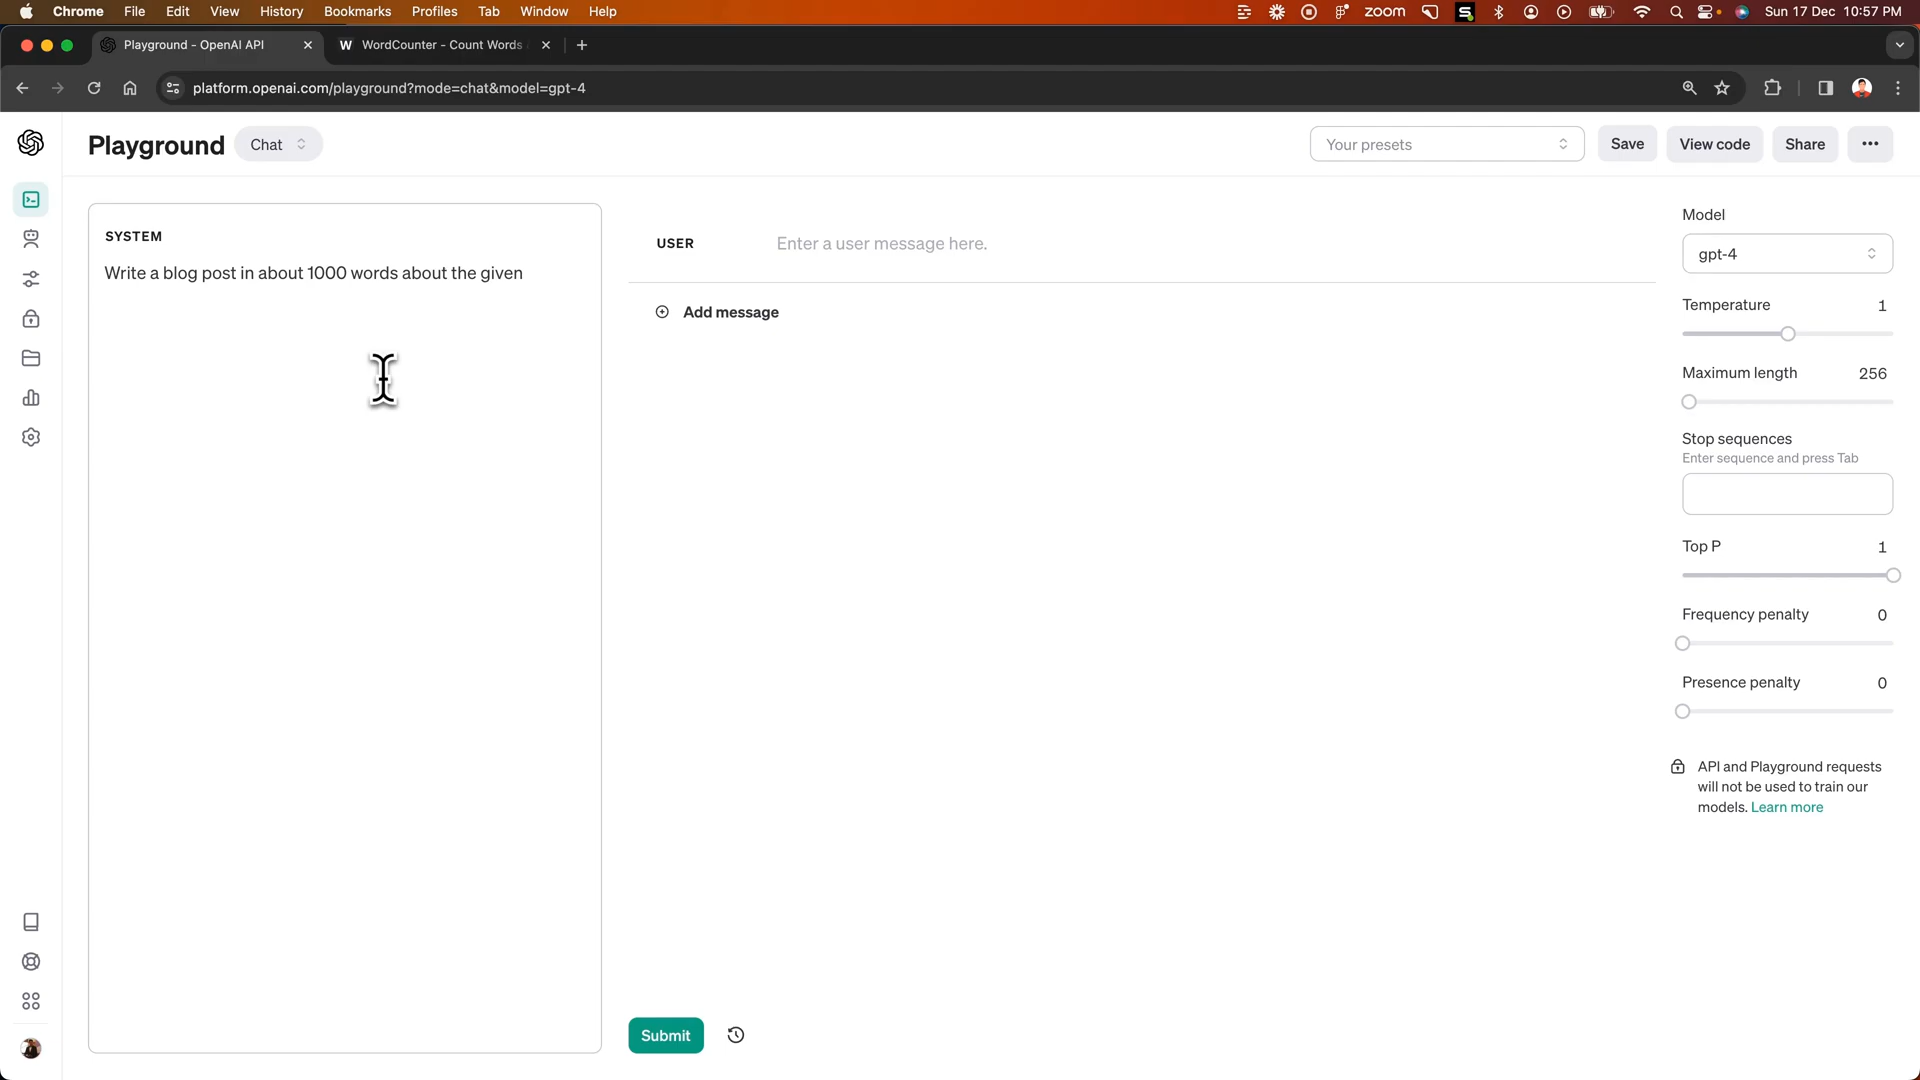 Chrome File Edit View History Bookmarks Profiles Tab Window Help zoom Sun 17 Dec 10:57 PM
Playground - OpenAI API W WordCounter - Count Words
platform.openai.com/playground?mode=chat&model=gpt-4
Playground Chat Your presets Save View code Share
SYSTEM
Write a blog post in about 1000 words about the given
USER Enter a user message here.
Add message
Submit
Model
gpt-4
Temperature 1
Maximum length 256
Stop sequences
Enter sequence and press Tab
Top P 1
Frequency penalty 0
Presence penalty 0
API and Playground requests
will not be used to train our
models. Learn more